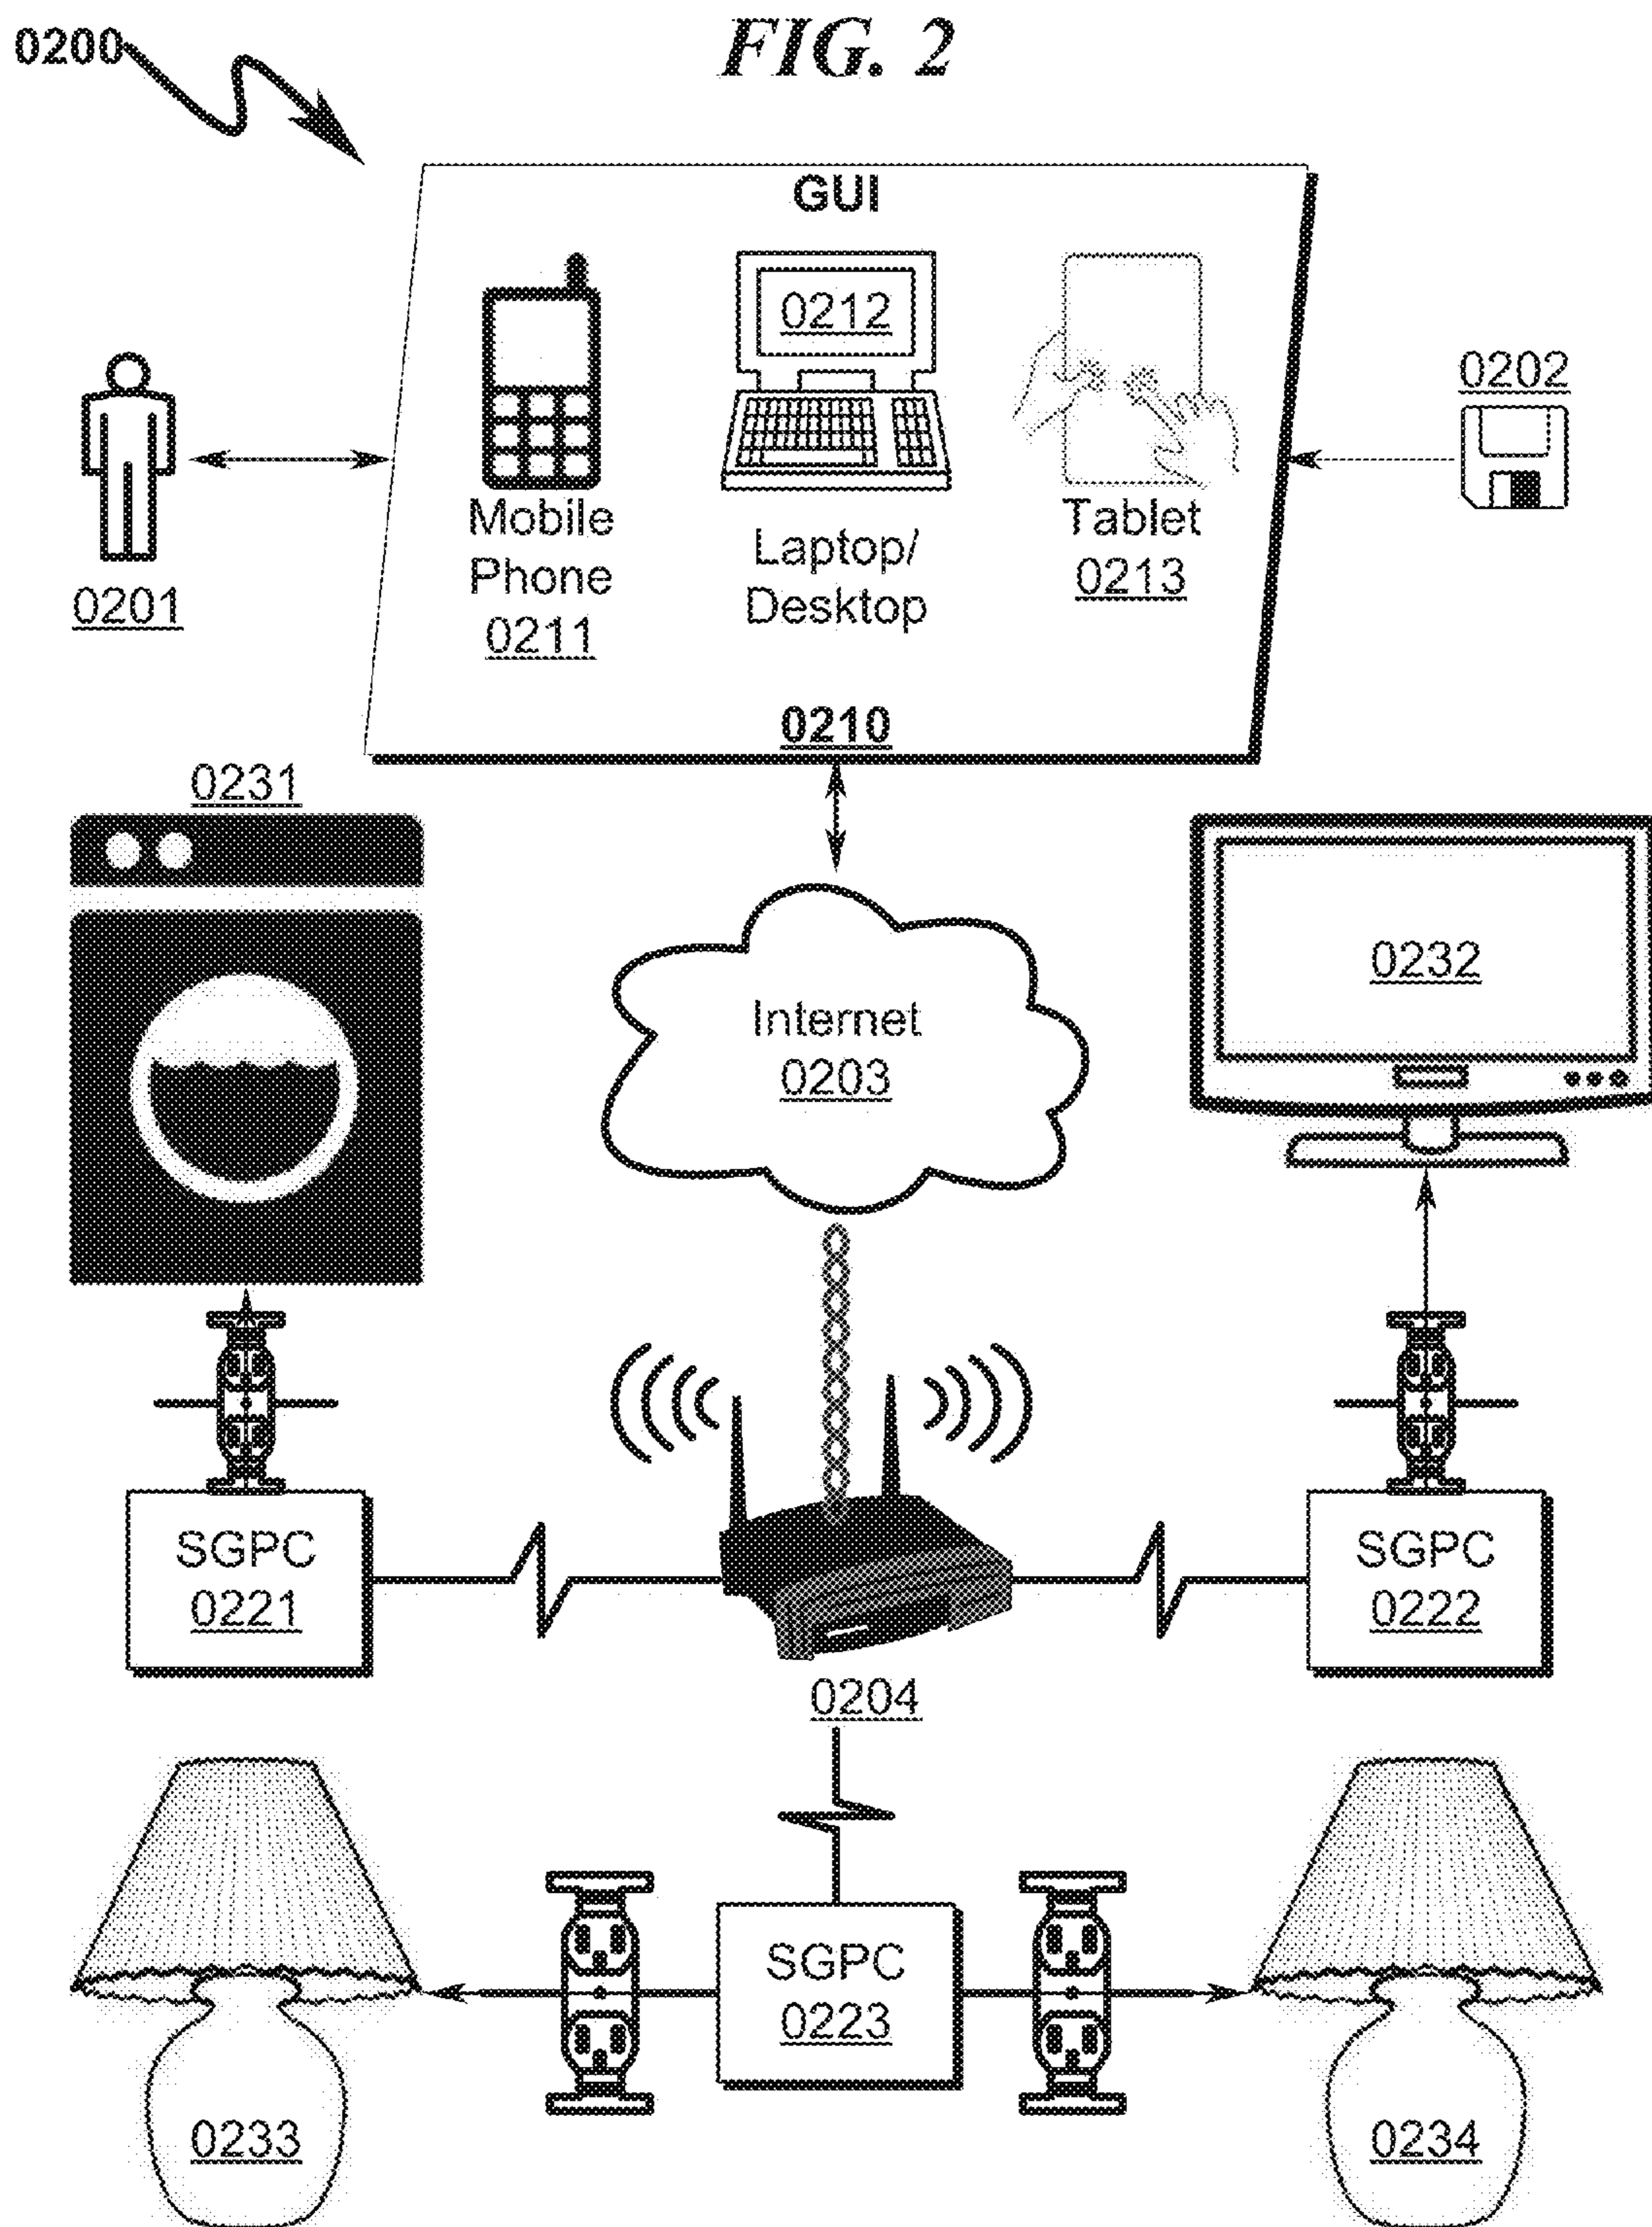 FIG. 2
0200
GUI
0212
0202
Mobile
Phone
0211
Laptop/
Desktop
Tablet
0213
0201
0210
0231
0232
Internet
0203
SGPC
0221
SGPC
0222
0204
SGPC
0223
0233
0234